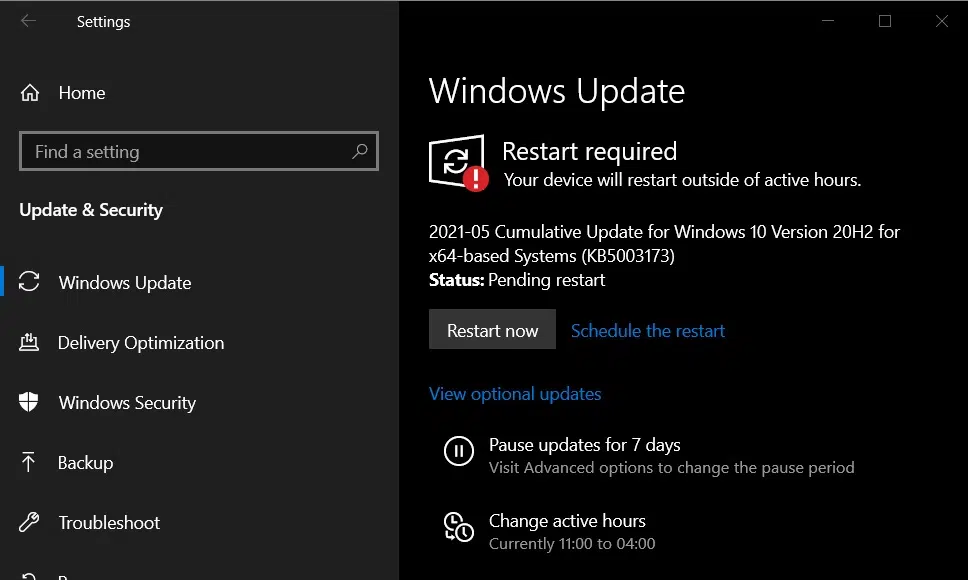 Settings
Home
Find a setting
Update & Security
Windows Update
Delivery Optimization
Windows Security
Backup
Troubleshoot
Windows Update
Restart required
Your device will restart outside of active hours.
2021-05 Cumulative Update for Windows 10 Version 20H2 for
x64-based Systems (KB5003173)
Status: Pending restart
Restart now
Schedule the restart
View optional updates
Pause updates for 7 days
Visit Advanced options to change the pause period
Change active hours
Currently 11:00 to 04:00